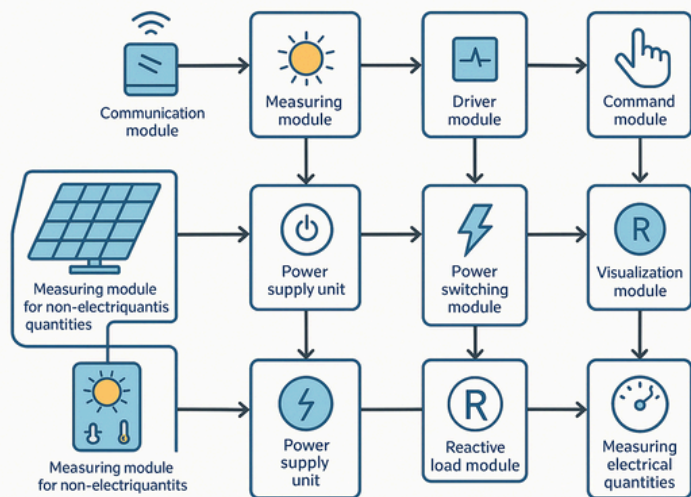 Communication
module
Measuring
module
Driver
module
Command
module
Measuring module
for non-electriquantis
quantities
Power
supply unit
Power
switching
module
R
Visualization
module
Measuring module
for non-electriquantits
Power
supply
unit
R
Reactive
load module
Measuring
electrical
quantities